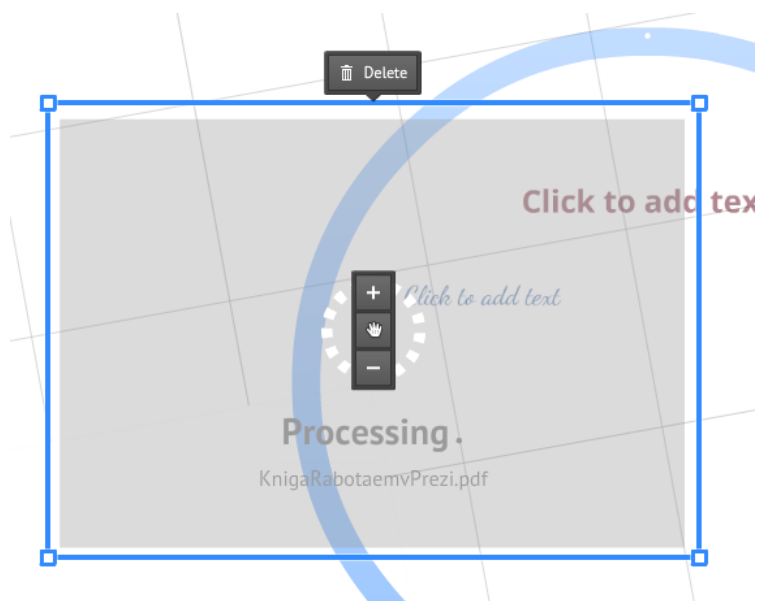 Delete
Click to add tex
Click to add text
Processing.
KnigaRabotaemvPrezi.pdf